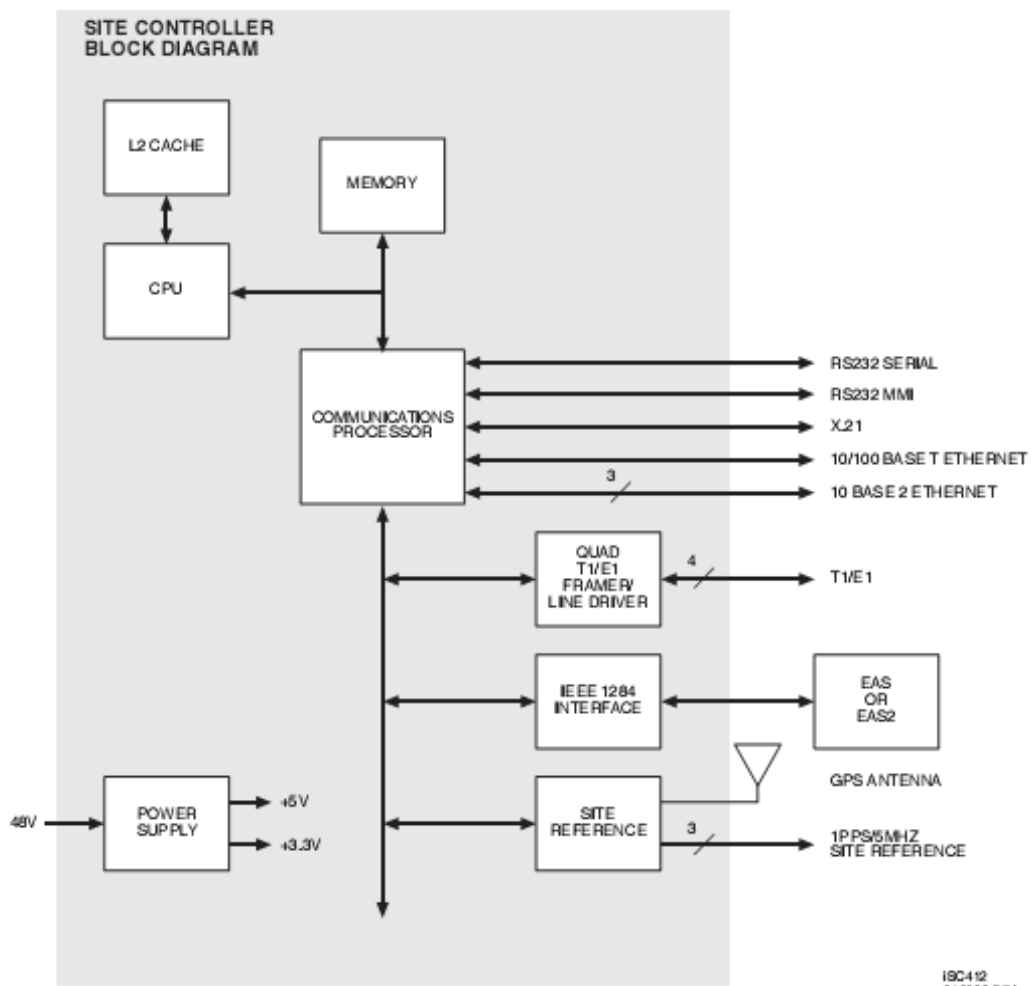 SITE CONTROLLER
BLOCK DIAGRAM
L2 CACHE
MEMORY
CPU
COMMUNICATIONS
PROCESSOR
RS232 SERIAL
RS232 MMI
X.21
10/100 BASE T ETHERNET
3
10 BASE 2 ETHERNET
QUAD
T1/E1
FRAMER/
LINE DRIVER
4
T1/E1
IEEE 1284
INTERFACE
EAS
OR
EAS2
GPS ANTENNA
48V
POWER
SUPPLY
+5V
+3.3V
SITE
REFERENCE
3
1PPS/5MHZ
SITE REFERENCE
iSC412